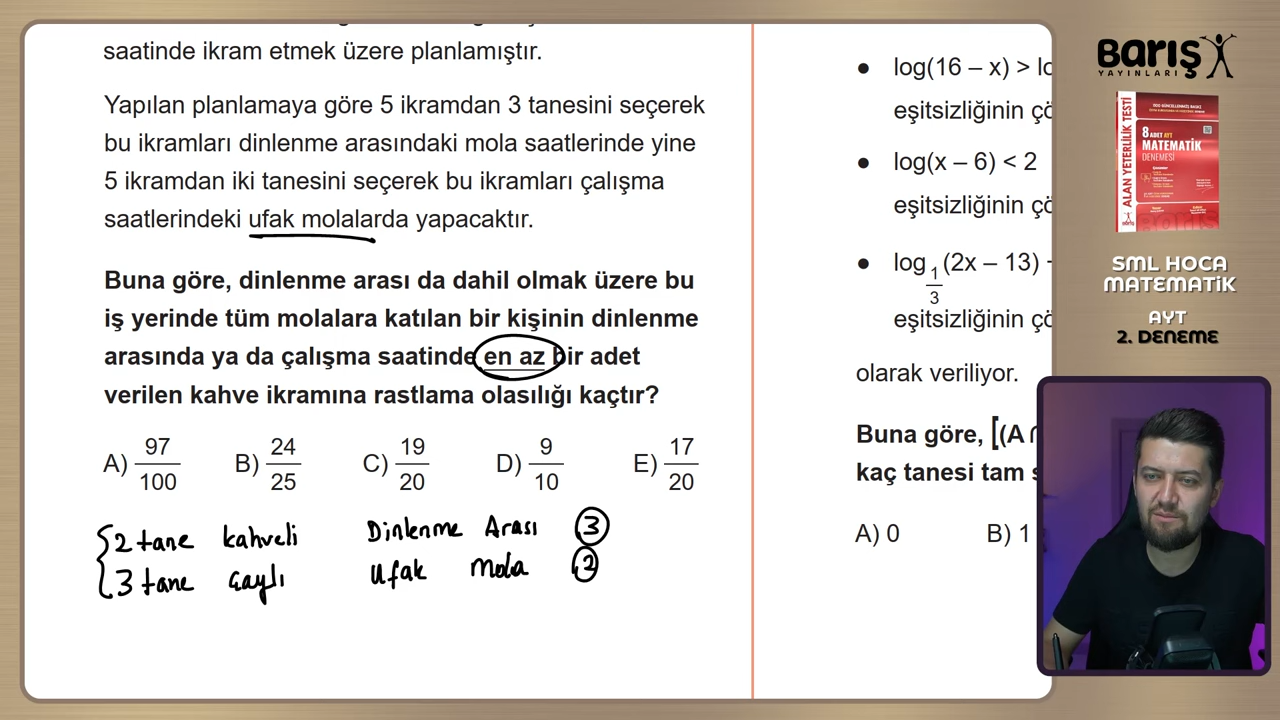 saatinde ikram etmek üzere planlamıştır.
Yapılan planlamaya göre 5 ikramdan 3 tanesini seçerek
bu ikramları dinlenme arasındaki mola saatlerinde yine
5 ikramdan iki tanesini seçerek bu ikramları çalışma
saatlerindeki ufak molalarda yapacaktır.
Buna göre, dinlenme arası da dahil olmak üzere bu
iş yerinde tüm molalara katılan bir kişinin dinlenme
arasında ya da çalışma saatinde en az bir adet
verilen kahve ikramına rastlama olasılığı kaçtır?
A) 97/100 B) 24/25 C) 19/20 D) 9/10 E) 17/20
2 tane kahveli Dinlenme Arası 3
3 tane çaylı Ufak Mola 2
● log(16 – x) > lo
eşitsizliğinin çö
● log(x – 6) < 2
eşitsizliğinin çö
● log1/3(2x – 13)
eşitsizliğinin çö
olarak veriliyor.
Buna göre, [(A
kaç tanesi tam s
A) 0 B) 1
Barış
YAYINLARI
ALAN YETERLİLİK TESTİ
8 ADET AYT
MATEMATİK
DENEMESİ
Barış
SML HOCA
MATEMATİK
AYT
2. DENEME